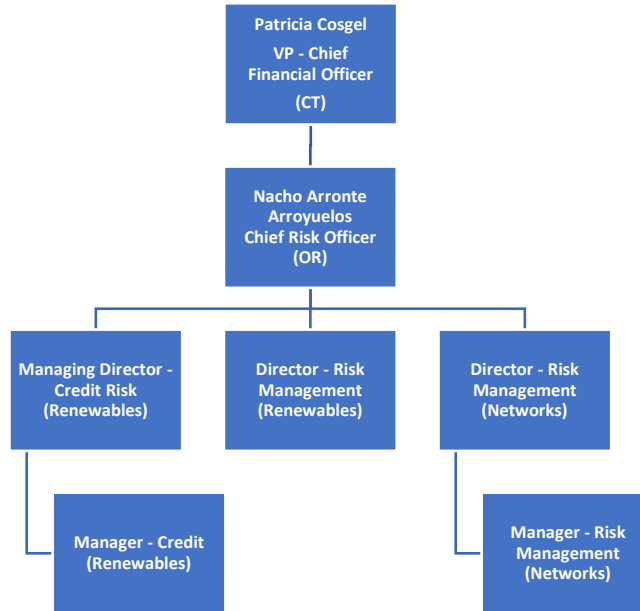 Patricia Cosgel
VP - Chief
Financial Officer
(CT)
Nacho Arronte
Arroyuelos
Chief Risk Officer
(OR)
Managing Director -
Credit Risk
(Renewables)
Director - Risk
Management
(Renewables)
Director - Risk
Management
(Networks)
Manager - Credit
(Renewables)
Manager - Risk
Management
(Networks)